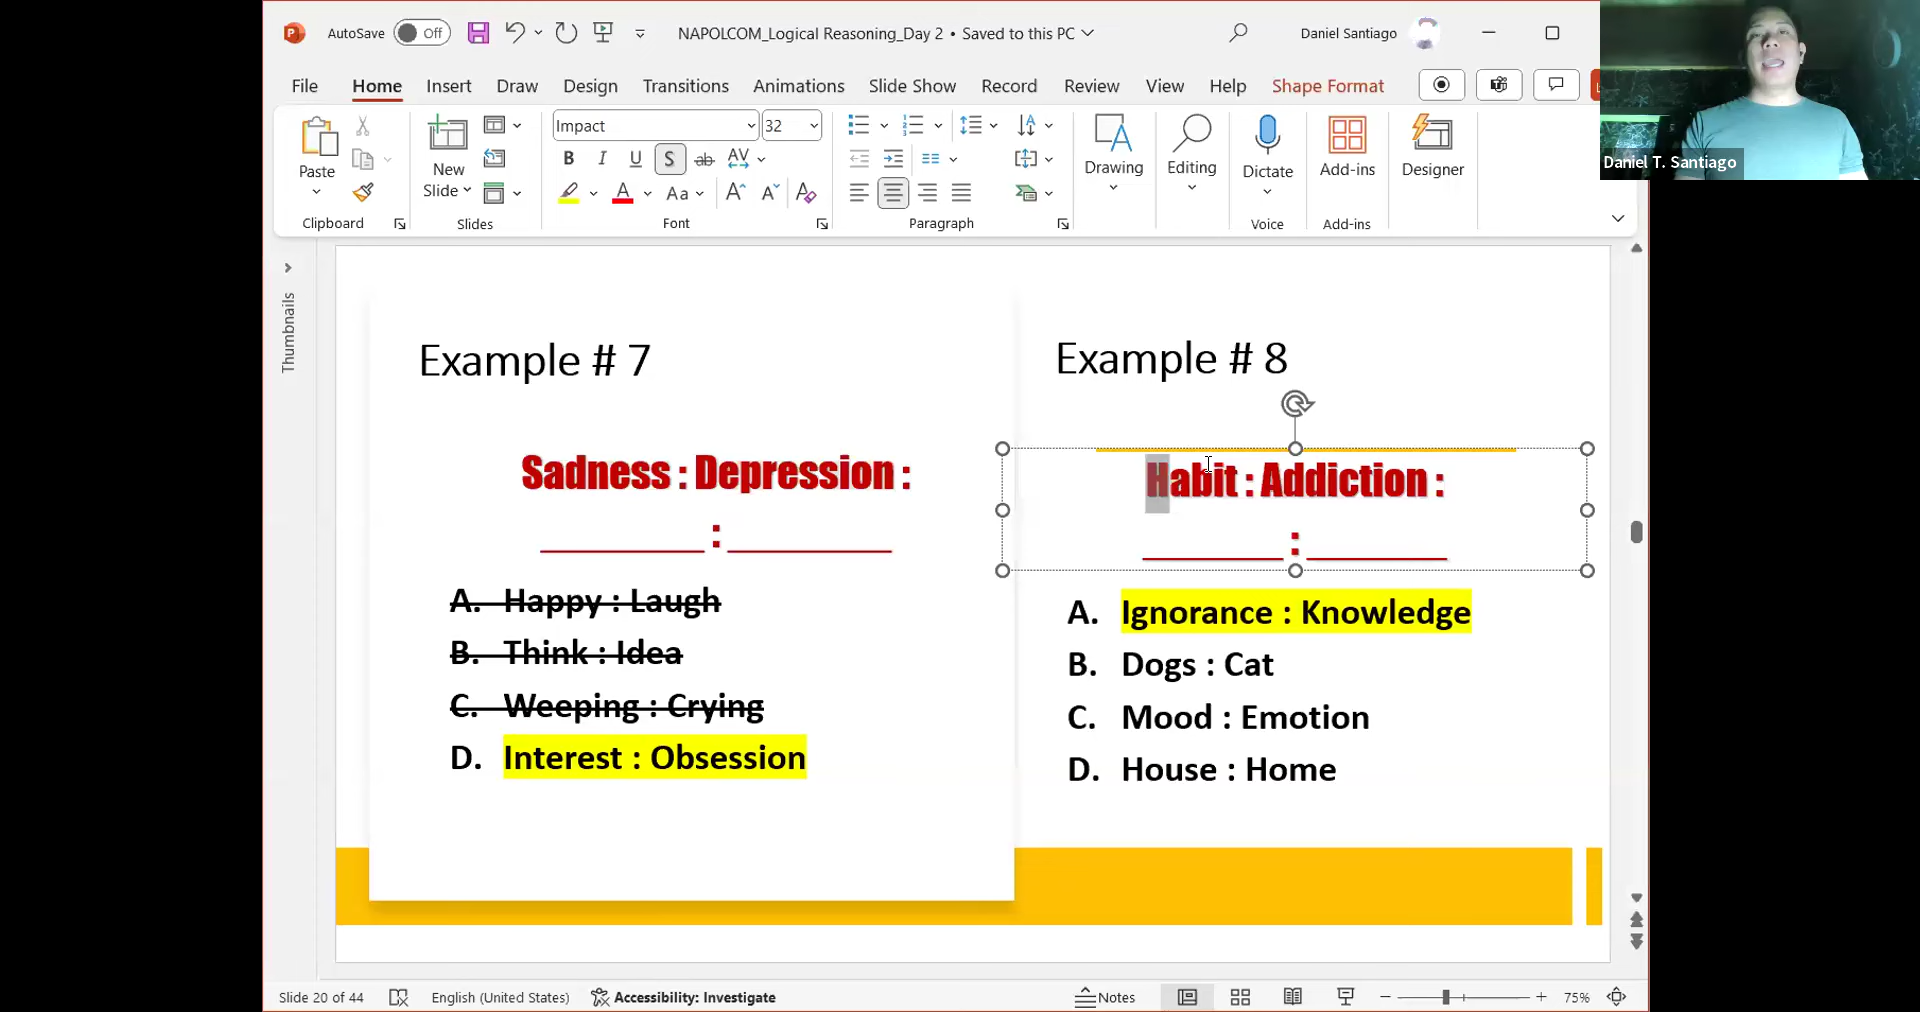 AutoSave Off NAPOLCOM_Logical Reasoning_Day 2 • Saved to this PC Daniel Santiago
File Home Insert Draw Design Transitions Animations Slide Show Record Review View Help Shape Format
Daniel T. Santiago
Impact 32
Paste
New
Slide
Drawing
Editing
Dictate
Add-ins
Designer
Clipboard Slides Font Paragraph Voice Add-ins
Thumbnails
Example # 7
Sadness : Depression :
_________ : _________
A. Happy : Laugh
B. Think : Idea
C. Weeping : Crying
D. Interest : Obsession
Example # 8
Habit : Addiction :
________ : ________
A. Ignorance : Knowledge
B. Dogs : Cat
C. Mood : Emotion
D. House : Home
Slide 20 of 44 English (United States) Accessibility: Investigate Notes 75%